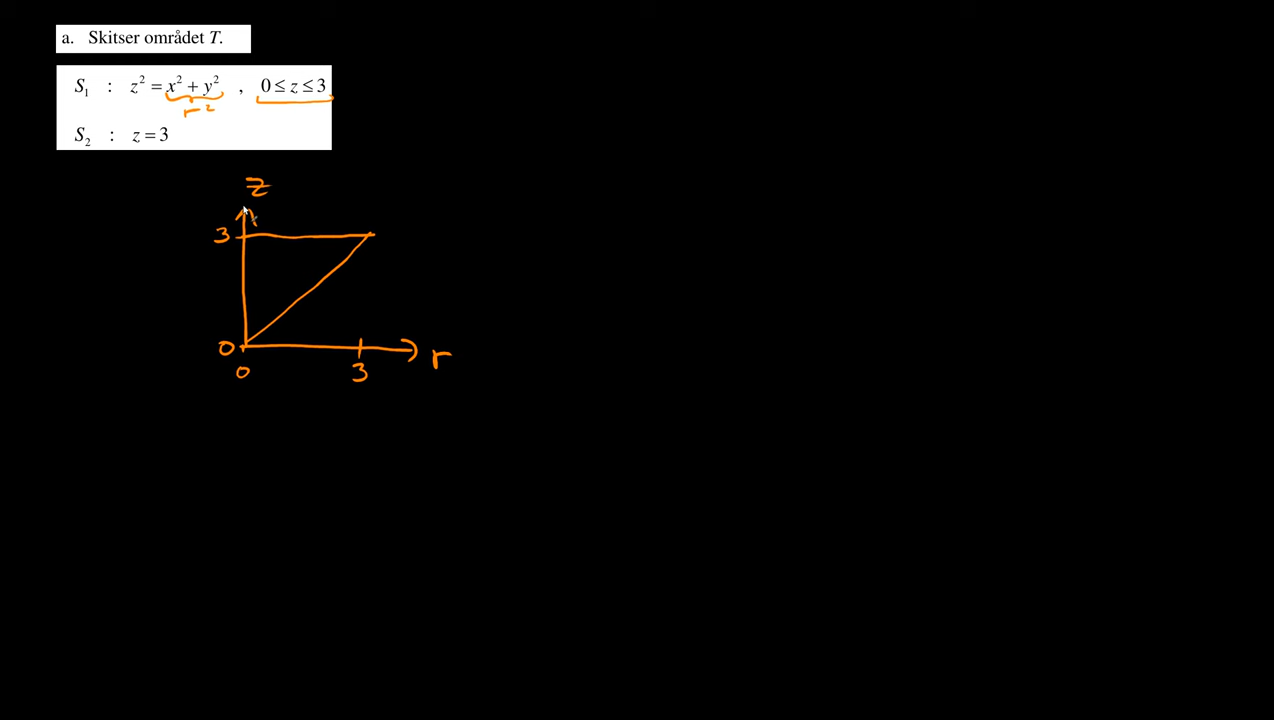 a. Skitser området T.
S₁ : z² = x² + y² , 0 ≤ z ≤ 3
r²
S₂ : z = 3
z
3
0
r
0
3